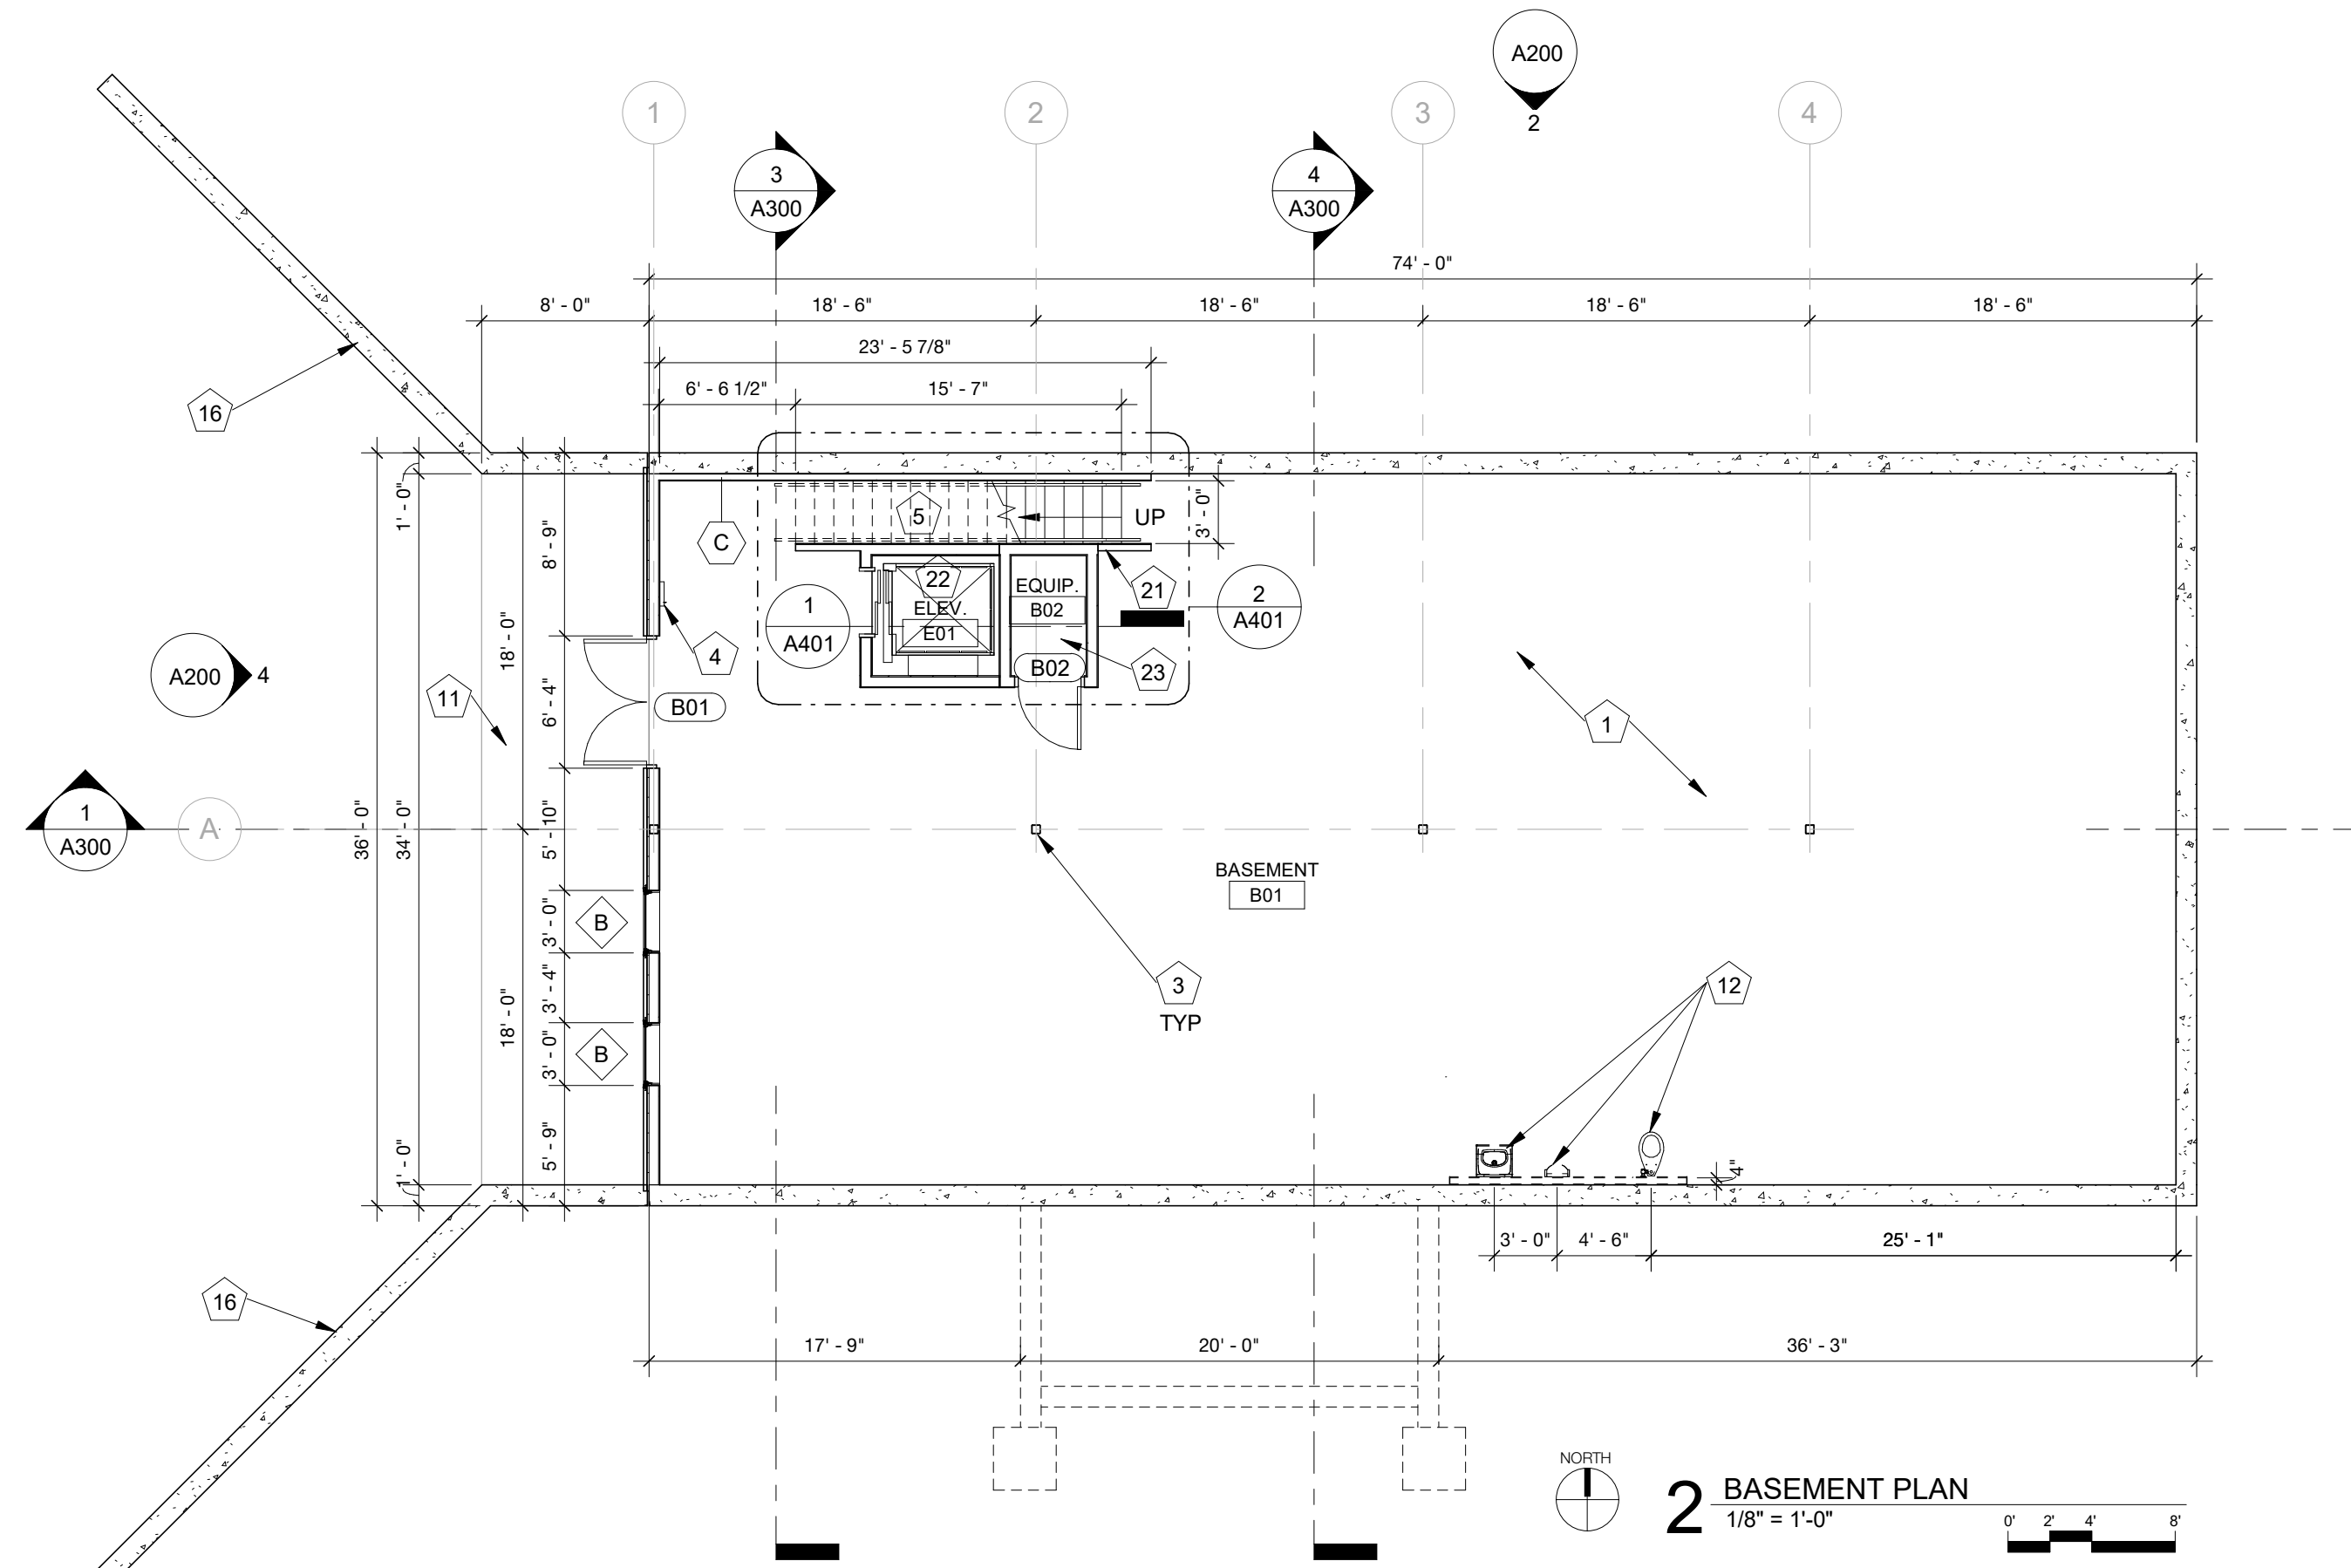 A200
2
1
2
3
4
3
A300
4
A300
74' - 0"
8' - 0"
18' - 6"
18' - 6"
18' - 6"
18' - 6"
23' - 5 7/8"
6' - 6 1/2"
15' - 7"
16
1' - 0"
8' - 9"
C
5
UP
3' - 0"
22
ELEV.
E01
EQUIP.
B02
21
1
A401
2
A401
4
B02
23
18' - 0"
A200
4
11
6' - 4"
B01
1
1
A300
A
36' - 0"
34' - 0"
5' - 10"
BASEMENT
B01
3' - 0"
B
3
TYP
12
3' - 4"
18' - 0"
3' - 0"
B
1' - 0"
5' - 9"
4"
3' - 0"
4' - 6"
25' - 1"
16
17' - 9"
20' - 0"
36' - 3"
NORTH
2
BASEMENT PLAN
1/8" = 1'-0"
0'
2'
4'
8'